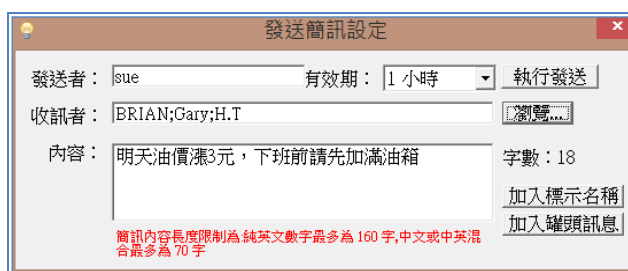 發送簡訊設定
發送者： sue 有效期： 1 小時 執行發送
收訊者： BRIAN;Gary;H.T 瀏覽...
內容： 明天油價漲3元，下班前請先加滿油箱 字數：18
加入標示名稱
加入罐頭訊息
簡訊內容長度限制為:純英文數字最多為 160 字,中文或中英混
合最多為 70 字